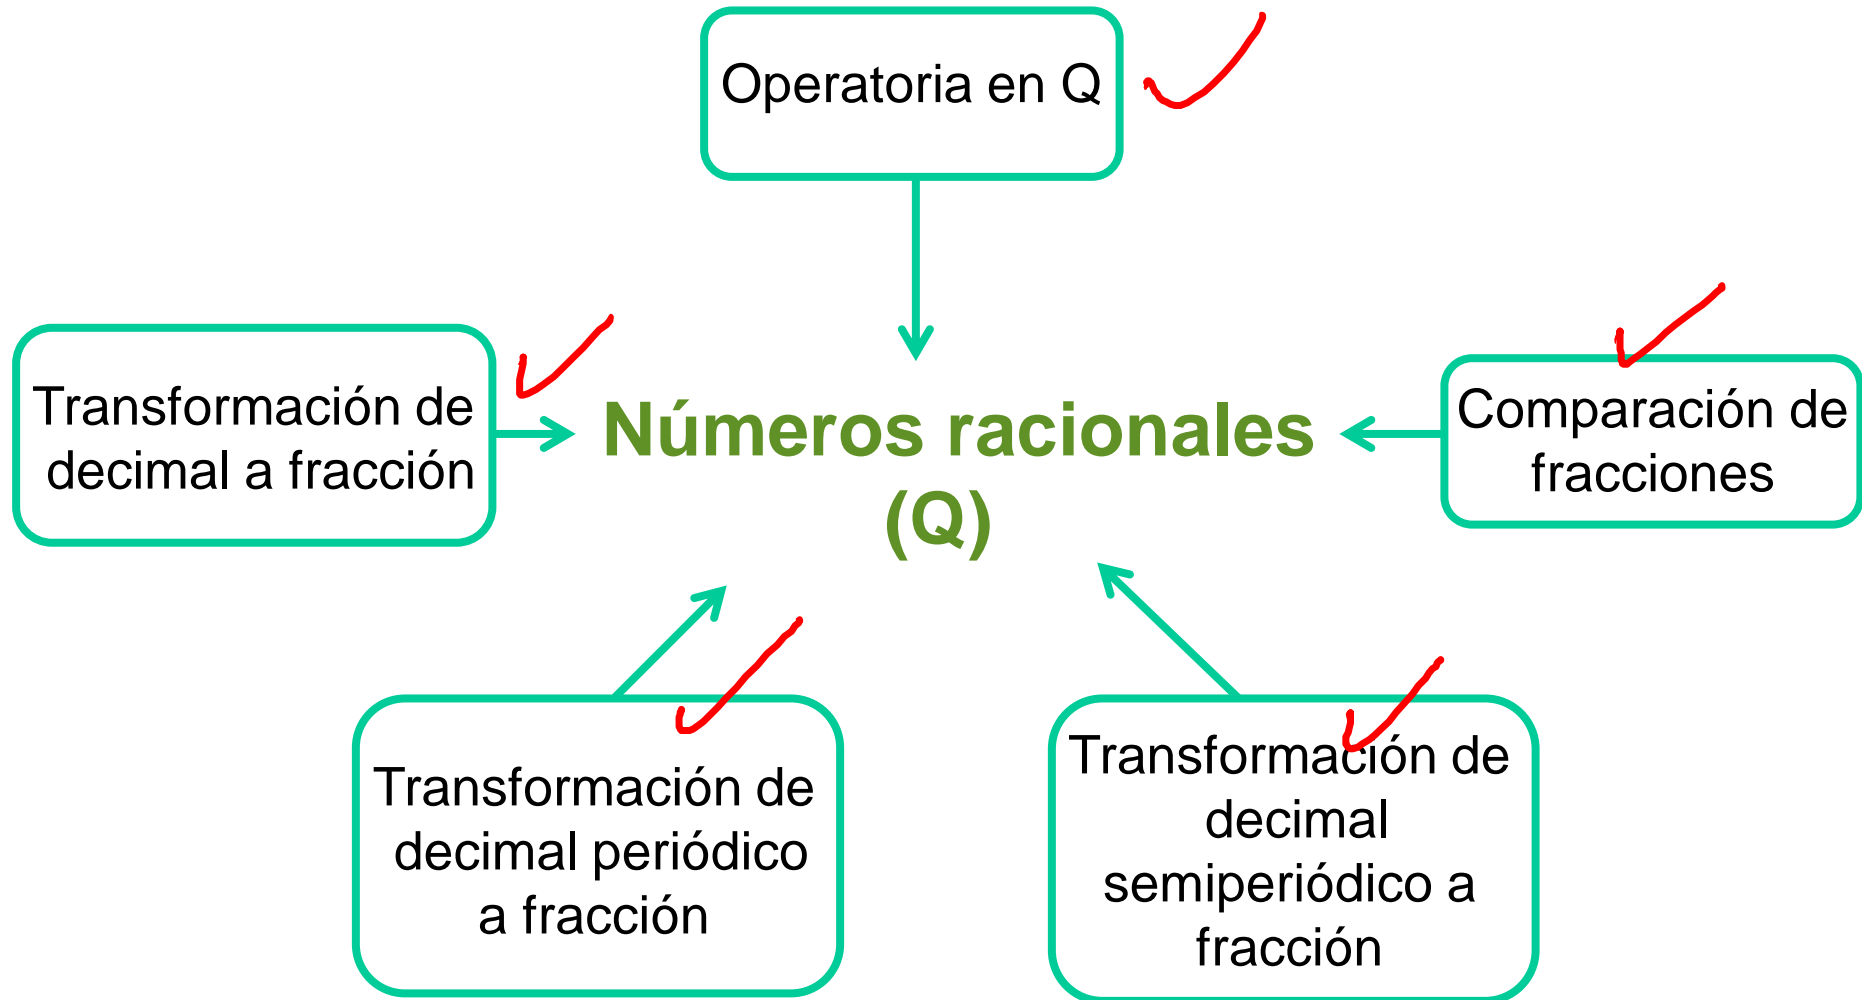 Operatoria en Q
Transformación de
decimal a fracción
Números racionales
(Q)
Comparación de
fracciones
Transformación de
decimal periódico
a fracción
Transformación de
decimal
semiperiódico a
fracción